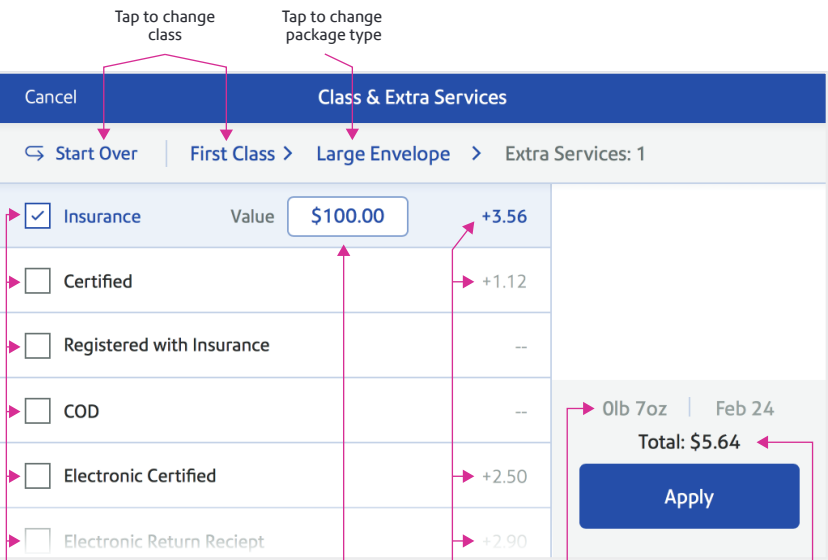 Tap to change
class
Tap to change
package type
Cancel
Class & Extra Services
Start Over
First Class >
Large Envelope >
Extra Services: 1
Insurance Value $100.00 +3.56
Certified +1.12
Registered with Insurance --
COD --
Electronic Certified +2.50
Electronic Return Reciept +2.90
0lb 7oz | Feb 24
Total: $5.64
Apply